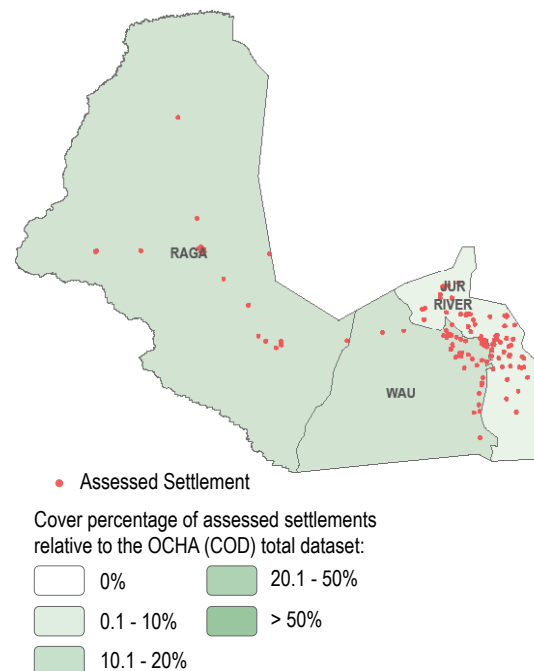 RAGA
JUR
RIVER
WAU
Assessed Settlement
Cover percentage of assessed settlements
relative to the OCHA (COD) total dataset:
0%
20.1 - 50%
0.1 - 10%
> 50%
10.1 - 20%